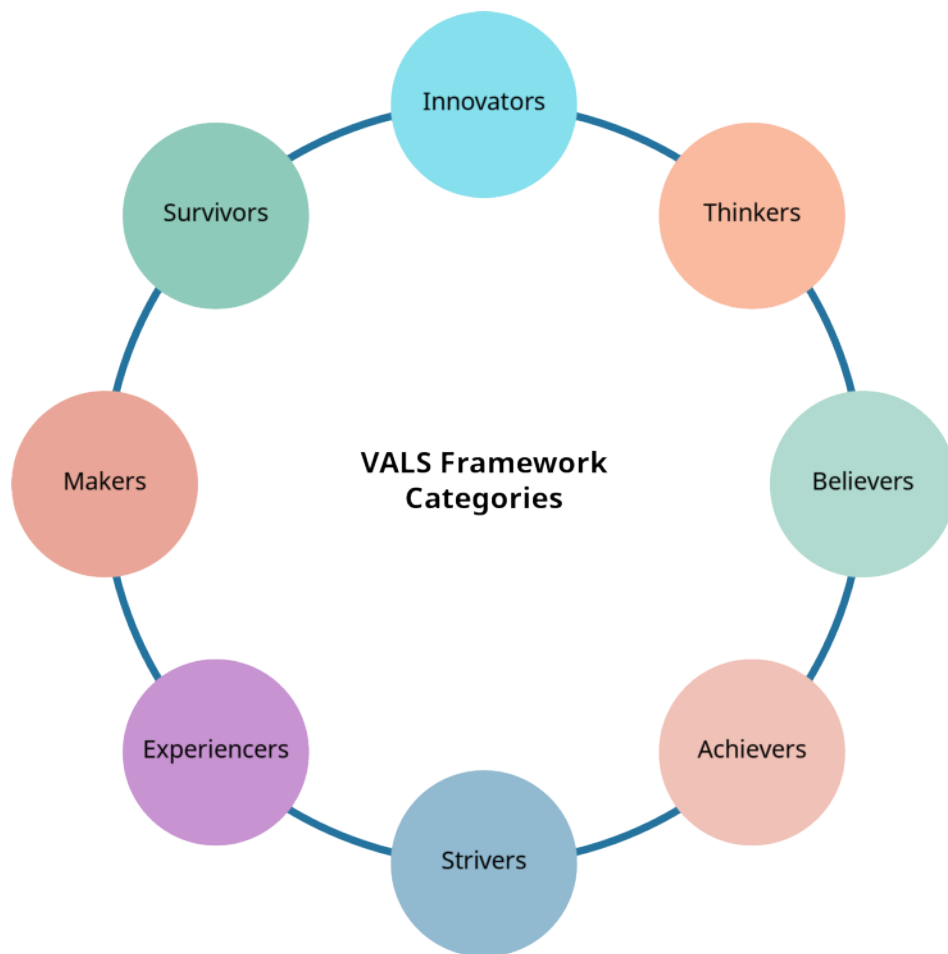 Innovators
Thinkers
Believers
Achievers
Strivers
Experiencers
Makers
Survivors
VALS Framework
Categories